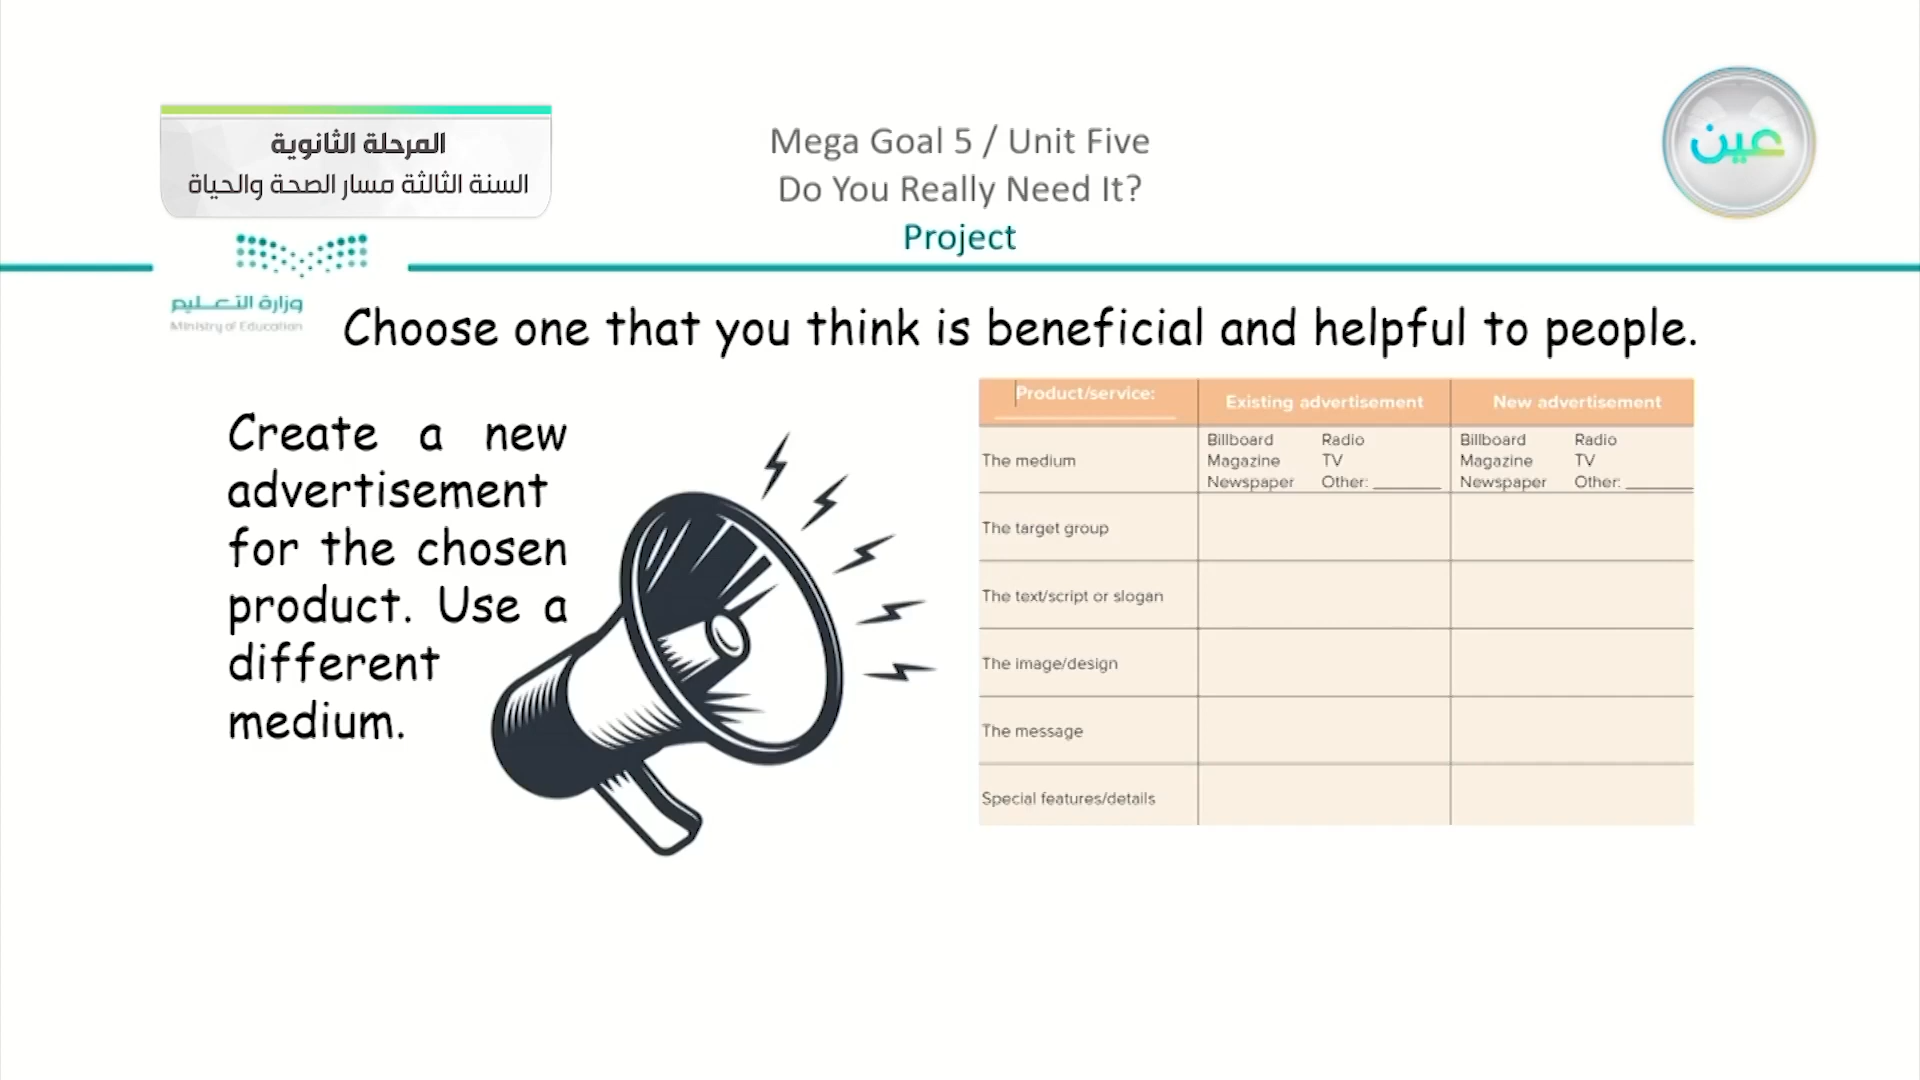 المرحلة الثانوية
السنة الثالثة مسار الصحة والحياة
Mega Goal 5 / Unit Five
Do You Really Need It?
Project
عين
وزارة التعليم
Ministry of Education
Choose one that you think is beneficial and helpful to people.
Create a new
advertisement
for the chosen
product. Use a
different
medium.
Product/service: Existing advertisement New advertisement
The medium
Billboard Radio
Magazine TV
Newspaper Other:
Billboard Radio
Magazine TV
Newspaper Other:
The target group
The text/script or slogan
The image/design
The message
Special features/details